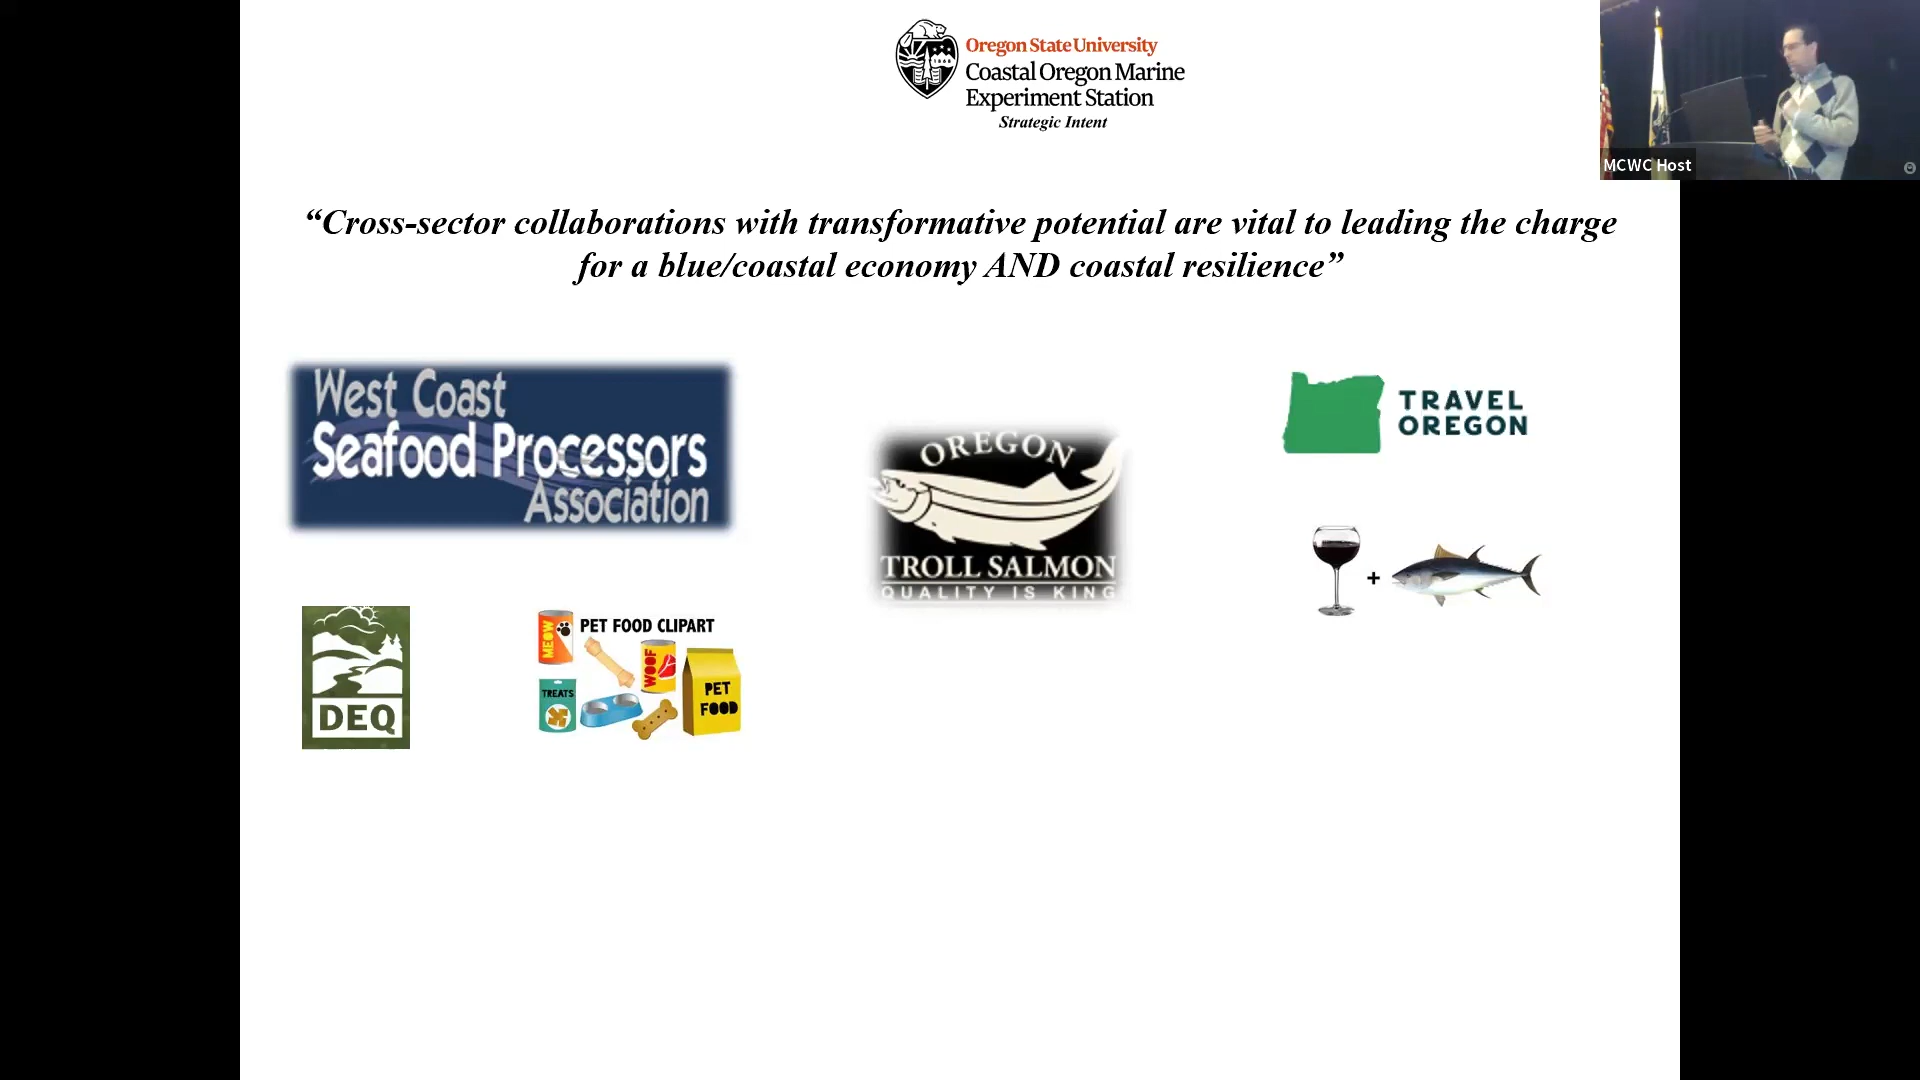 Oregon State University
Coastal Oregon Marine
Experiment Station
Strategic Intent
MCWC Host
“Cross-sector collaborations with transformative potential are vital to leading the charge
for a blue/coastal economy AND coastal resilience”
West Coast
Seafood Processors
Association
OREGON
TROLL SALMON
QUALITY IS KING
TRAVEL
OREGON
+
DEQ
PET FOOD CLIPART
MEOW
WOOF
TREATS
PET
FOOD